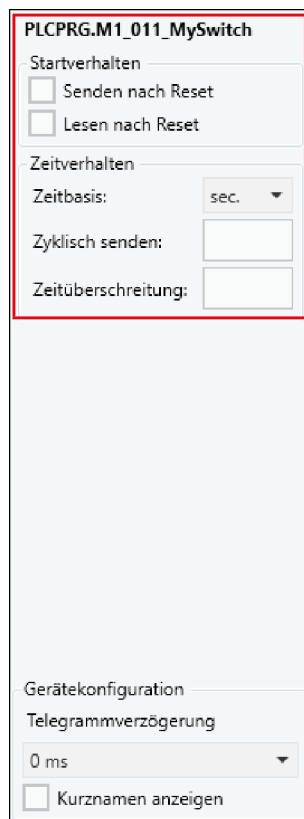 PLCPRG.M1_011_MySwitch
Startverhalten
Senden nach Reset
Lesen nach Reset
Zeitverhalten
Zeitbasis: sec.
Zyklisch senden:
Zeitüberschreitung:
Gerätekonfiguration
Telegrammverzögerung
0 ms
Kurznamen anzeigen